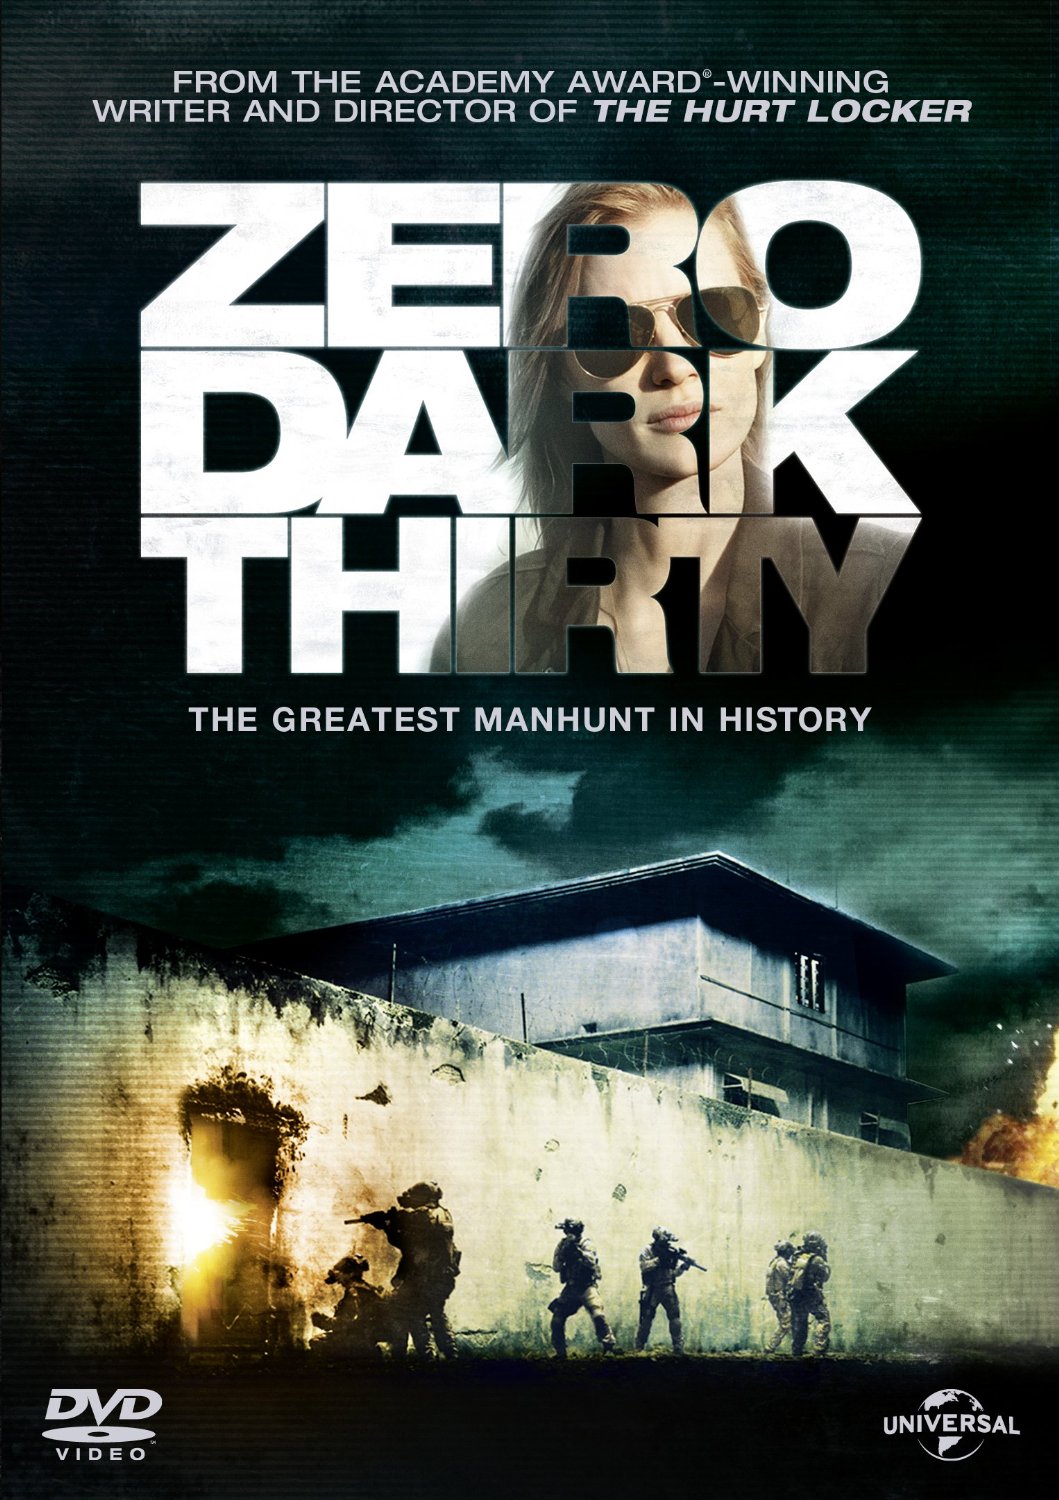 FROM THE ACADEMY AWARD®-WINNING
WRITER AND DIRECTOR OF THE HURT LOCKER
ZERO
DARK
THIRTY
THE GREATEST MANHUNT IN HISTORY
DVD
VIDEO
UNIVERSAL